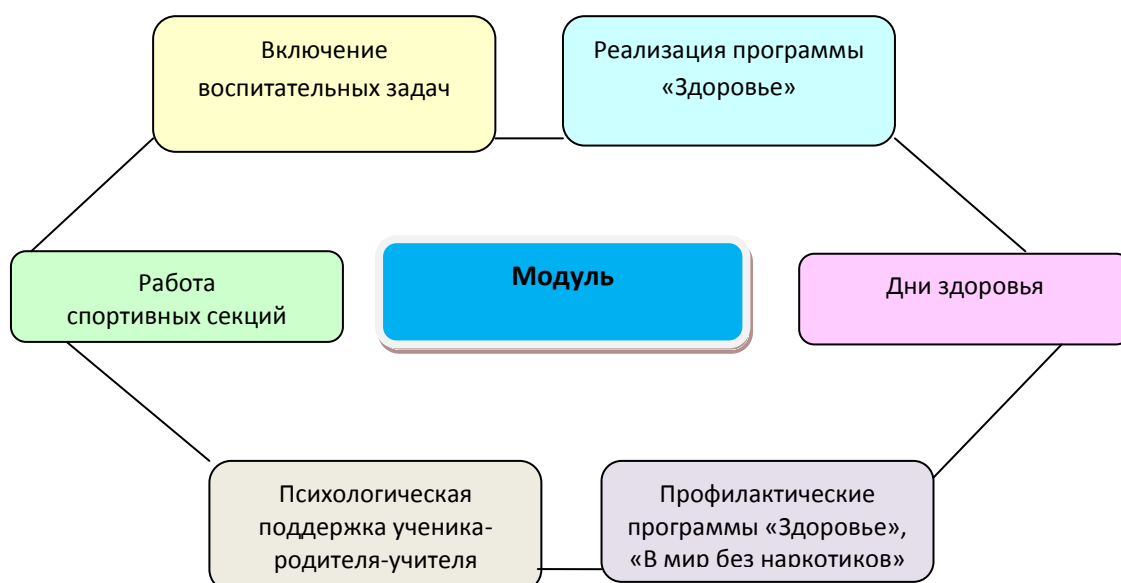 Включение
воспитательных задач
Реализация программы
«Здоровье»
Работа
спортивных секций
Модуль
Дни здоровья
Психологическая
поддержка ученика-
родителя-учителя
Профилактические
программы «Здоровье»,
«В мир без наркотиков»